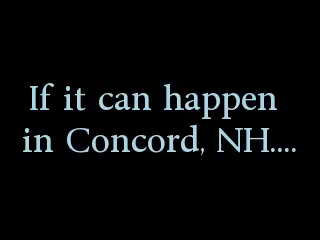 If it can happen
in Concord, NH....